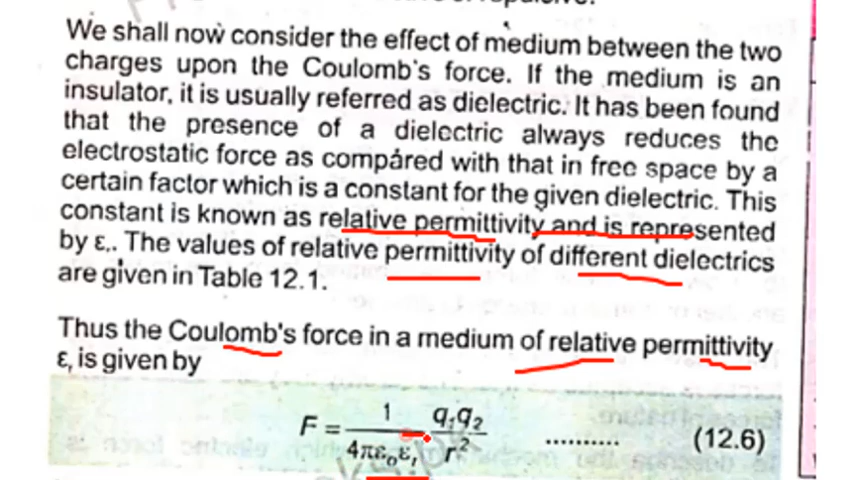 We shall now consider the effect of medium between the two
charges upon the Coulomb's force. If the medium is an
insulator, it is usually referred as dielectric. It has been found
that the presence of a dielectric always reduces the
electrostatic force as compared with that in free space by a
certain factor which is a constant for the given dielectric. This
constant is known as relative permittivity and is represented
by εᵣ. The values of relative permittivity of different dielectrics
are given in Table 12.1.
Thus the Coulomb's force in a medium of relative permittivity
εᵣ is given by
F = 1/(4πε₀εᵣ) q₁q₂/r² .......... (12.6)